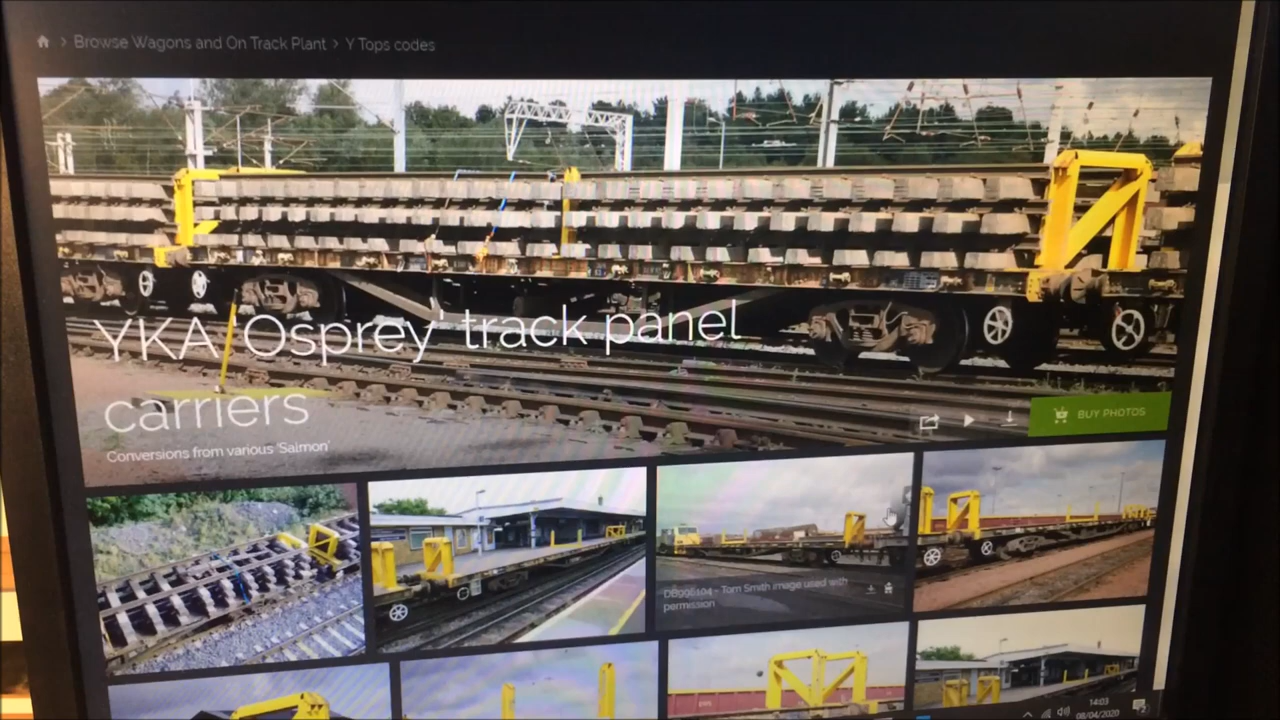 Browse Wagons and On Track Plant > Y Tops codes
YKA 'Osprey' track panel
carriers
Conversions from various 'Salmon'
BUY PHOTOS
DB996104 - Tom Smith image used with
permission
14:03
08/04/2020